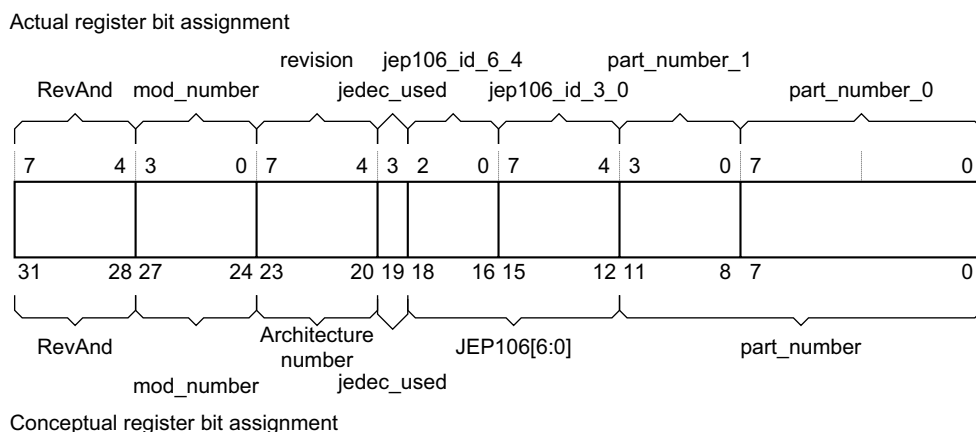 Actual register bit assignment
revision jep106_id_6_4 part_number_1
RevAnd mod_number jedec_used jep106_id_3_0 part_number_0
7 4 3 0 7 4 3 2 0 7 4 3 0 7 0
31 28 27 24 23 20 19 18 16 15 12 11 8 7 0
RevAnd Architecture number JEP106[6:0] part_number
mod_number jedec_used
Conceptual register bit assignment